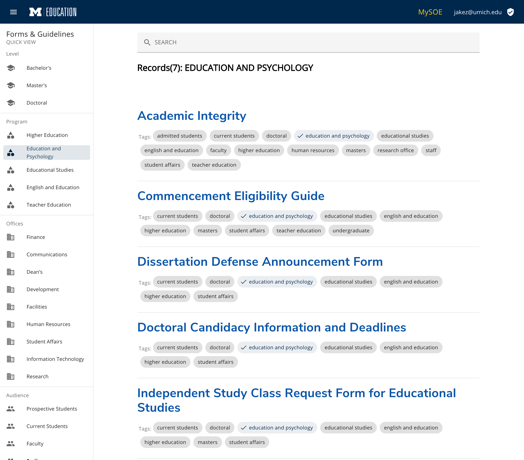 M EDUCATION
MySOE
jakez@umich.edu
Forms & Guidelines
QUICK VIEW
Level
Bachelor's
Master's
Doctoral
Program
Higher Education
Education and
Psychology
Educational Studies
English and Education
Teacher Education
Offices
Finance
Communications
Dean's
Development
Facilities
Human Resources
Student Affairs
Information Technology
Research
Audience
Prospective Students
Current Students
Faculty
SEARCH
Records(7): EDUCATION AND PSYCHOLOGY
Academic Integrity
Tags: admitted students current students doctoral education and psychology educational studies
english and education faculty higher education human resources masters research office staff
student affairs teacher education
Commencement Eligibility Guide
Tags: current students doctoral education and psychology educational studies english and education
higher education masters student affairs teacher education undergraduate
Dissertation Defense Announcement Form
Tags: current students doctoral education and psychology educational studies english and education
higher education student affairs
Doctoral Candidacy Information and Deadlines
Tags: current students doctoral education and psychology educational studies english and education
higher education student affairs
Independent Study Class Request Form for Educational
Studies
Tags: current students doctoral education and psychology educational studies english and education
higher education masters student affairs